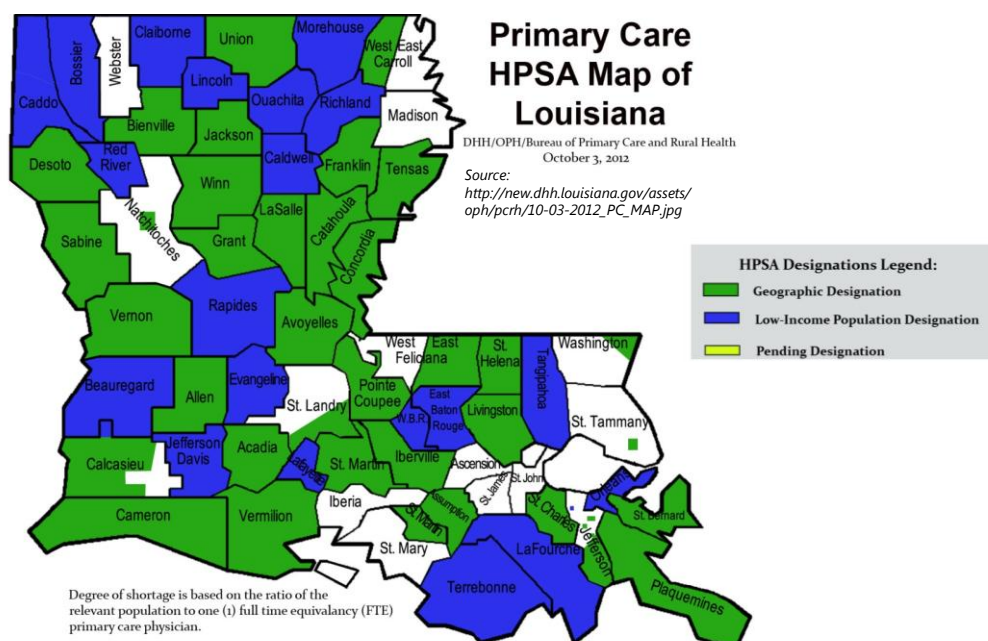 Primary Care
HPSA Map of
Louisiana
DHH/OPH/Bureau of Primary Care and Rural Health
October 3, 2012
Source:
http://new.dhh.louisiana.gov/assets/
oph/pcrh/10-03-2012_PC_MAP.jpg
HPSA Designations Legend:
Geographic Designation
Low-Income Population Designation
Pending Designation
Caddo
Bossier
Webster
Claiborne
Lincoln
Union
Morehouse
West East
Carroll
Ouachita
Richland
Madison
Bienville
Jackson
Desoto
Red
River
Caldwell
Franklin
Tensas
Winn
Natchitoches
LaSalle
Catahoula
Sabine
Grant
Concordia
Vernon
Rapides
Avoyelles
West
Feliciana
East
St.
Helena
Tangipahoa
Washington
Beauregard
Allen
Evangeline
St. Landry
Pointe
Coupee
W.B.R.
East
Baton
Rouge
Livingston
St. Tammany
Calcasieu
Jefferson
Davis
Acadia
Lafayette
St. Martin
Iberville
Ascension
St. James
St. John
Orleans
Cameron
Vermilion
Iberia
St. Martin
Assumption
St. Charles
Jefferson
St. Bernard
St. Mary
LaFourche
Terrebonne
Plaquemines
Degree of shortage is based on the ratio of the
relevant population to one (1) full time equivalancy (FTE)
primary care physician.